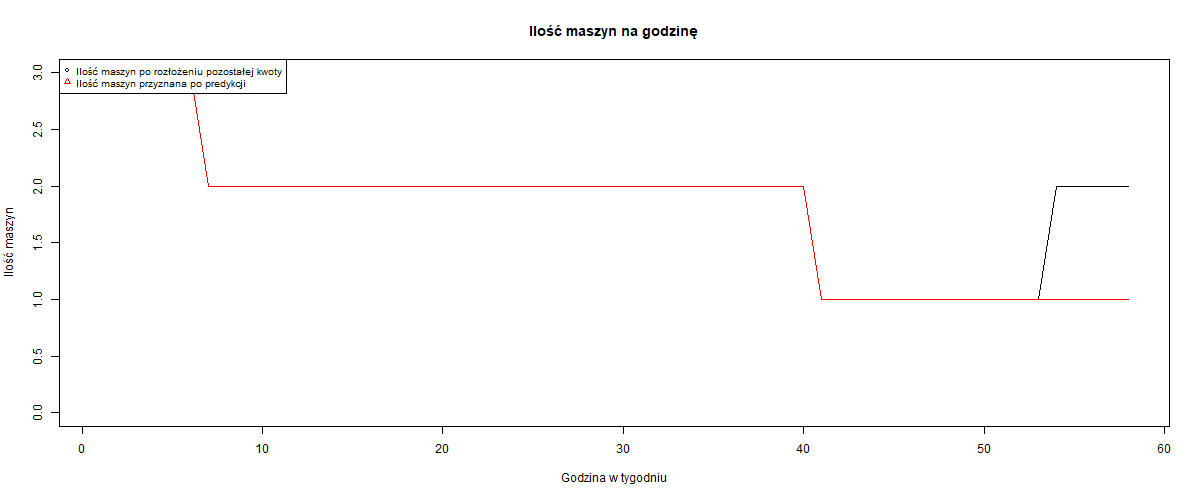 Ilość maszyn na godzinę
Ilość maszyn po rozłożeniu pozostałej kwoty
Ilość maszyn przyznana po predykcji
Ilość maszyn
3.0
2.5
2.0
1.5
1.0
0.5
0.0
0 10 20 30 40 50 60
Godzina w tygodniu